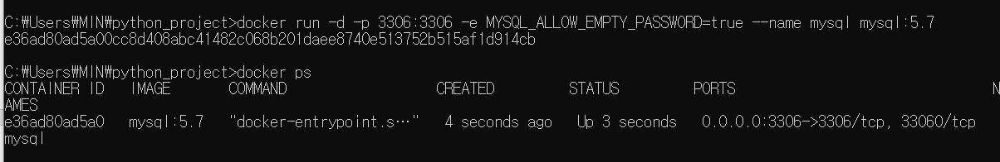 C:₩Users₩MIN₩python_project>docker run -d -p 3306:3306 -e MYSQL_ALLOW_EMPTY_PASSWORD=true --name mysql mysql:5.7
e36ad80ad5a00cc8d408abc41482c068b201daee8740e513752b515af1d914cb
C:₩Users₩MIN₩python_project>docker ps
CONTAINER ID   IMAGE       COMMAND                  CREATED         STATUS         PORTS                               N
AMES
e36ad80ad5a0   mysql:5.7   "docker-entrypoint.s…"   4 seconds ago   Up 3 seconds   0.0.0.0:3306->3306/tcp, 33060/tcp
mysql